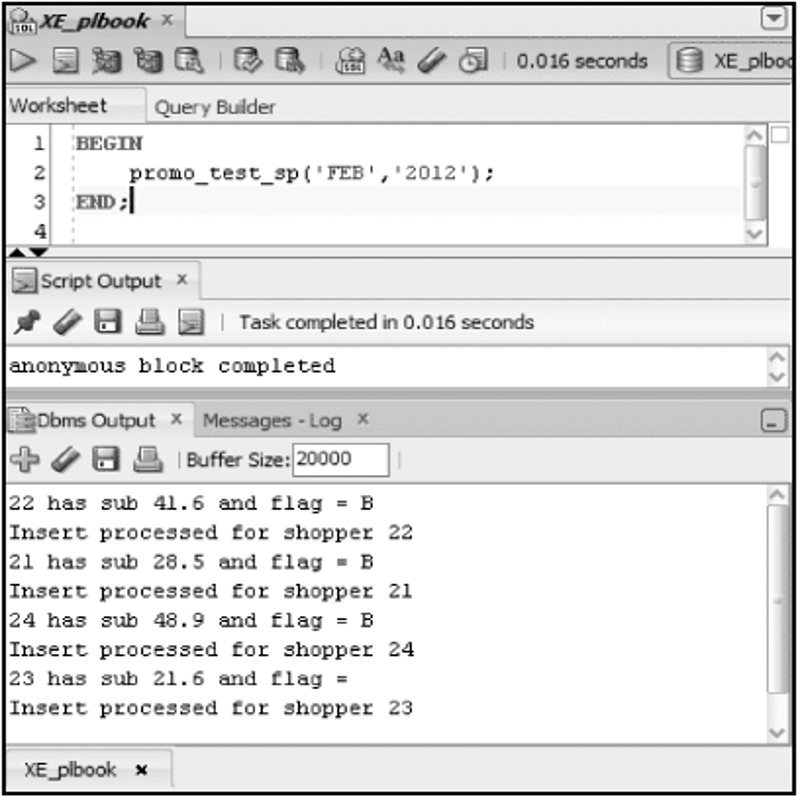 XE_plbook
0.016 seconds
XE_plboo
Worksheet
Query Builder
1 BEGIN
2 promo_test_sp('FEB','2012');
3 END;
4
Script Output
Task completed in 0.016 seconds
anonymous block completed
Dbms Output
Messages - Log
Buffer Size: 20000
22 has sub 41.6 and flag = B
Insert processed for shopper 22
21 has sub 28.5 and flag = B
Insert processed for shopper 21
24 has sub 48.9 and flag = B
Insert processed for shopper 24
23 has sub 21.6 and flag =
Insert processed for shopper 23
XE_plbook